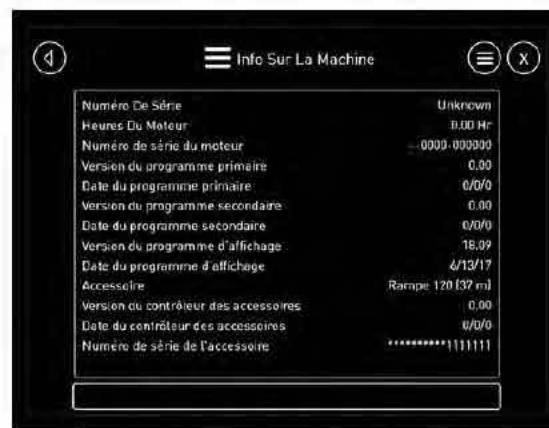 Info Sur La Machine X
Numéro De Série Unknown
Heures Du Moteur 0.00 Hr
Numéro de série du moteur --0000-000000
Version du programme primaire 0.00
Date du programme primaire 0/0/0
Version du programme secondaire 0.00
Date du programme secondaire 0/0/0
Version du programme d'affichage 18.09
Date du programme d'affichage 6/13/17
Accessoire Rampe 120 (37 m)
Version du contrôleur des accessoires 0.00
Date du contrôleur des accessoires 0/0/0
Numéro de série de l'accessoire **********1111111